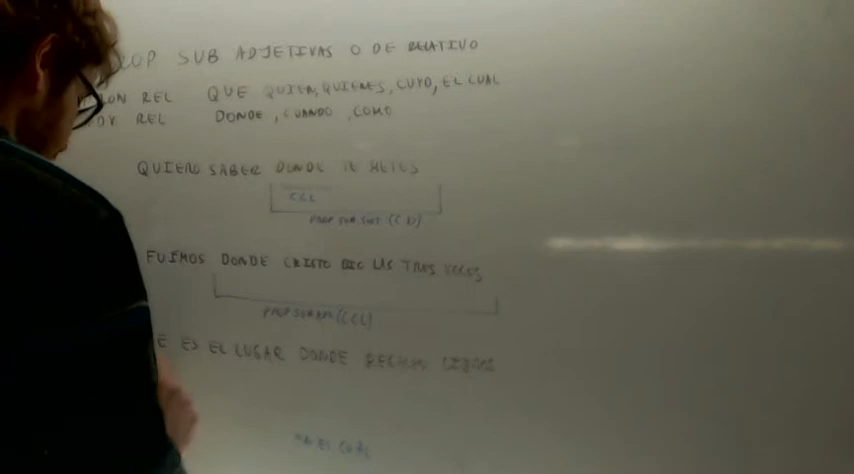 PROP SUB ADJETIVAS O DE RELATIVO
PRON REL QUE QUIEN, QUIENES, CUYO, EL CUAL
ADV REL DONDE, CUANDO, COMO
QUIERO SABER DONDE TE METES
CCL
PROP SUB SUST (CD)
FUIMOS DONDE CRISTO DIO LAS TRES VOCES
PROP SUB ADV (CCL)
E ES EL LUGAR DONDE LIBROS
EL CUAL